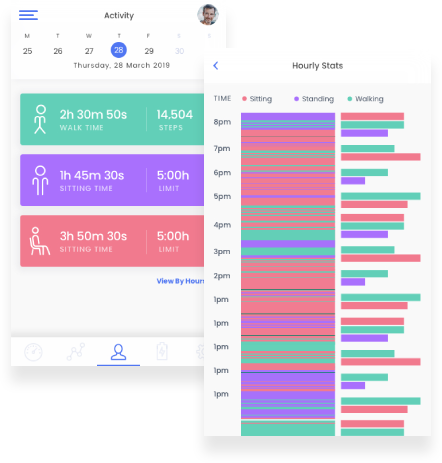 Activity
M T W T F S S
25 26 27 28 29 30
Thursday, 28 March 2019
2h 30m 50s 14.504
WALK TIME STEPS
1h 45m 30s 5:00h
SITTING TIME LIMIT
3h 50m 30s 5:00h
SITTING TIME LIMIT
View By Hours
Hourly Stats
TIME Sitting Standing Walking
8pm
7pm
6pm
5pm
4pm
3pm
2pm
1pm
1pm
1pm
1pm
1pm